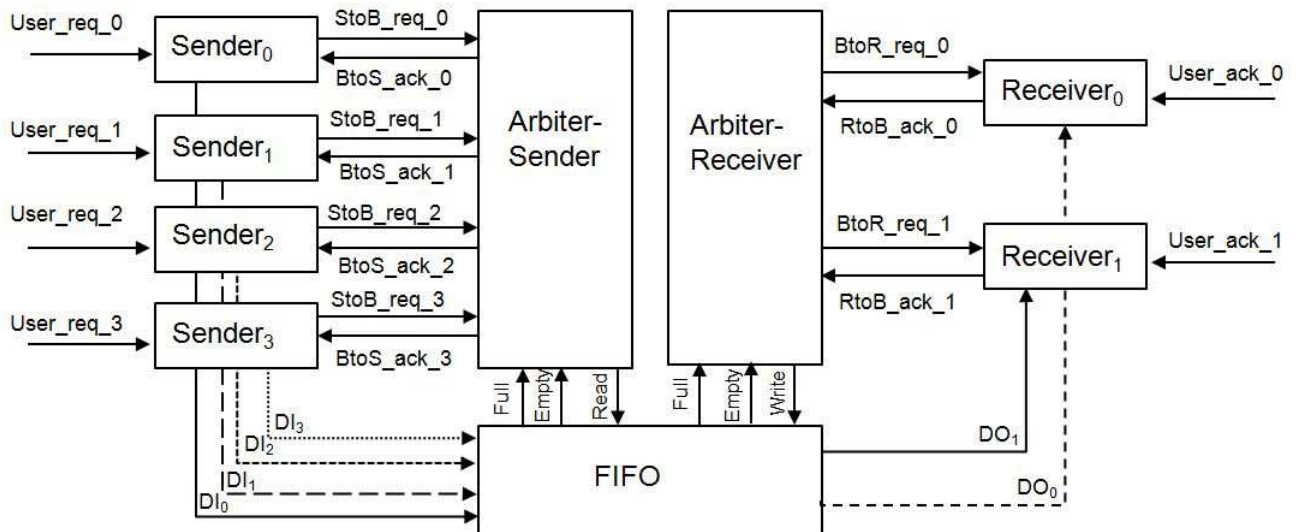 User_req_0
Sender0
StoB_req_0
BtoS_ack_0
User_req_1
Sender1
StoB_req_1
BtoS_ack_1
User_req_2
Sender2
StoB_req_2
BtoS_ack_2
User_req_3
Sender3
StoB_req_3
BtoS_ack_3
Arbiter-
Sender
Arbiter-
Receiver
BtoR_req_0
RtoB_ack_0
Receiver0
User_ack_0
BtoR_req_1
RtoB_ack_1
Receiver1
User_ack_1
Full
Empty
Read
Full
Empty
Write
DI3
DI2
DI1
DI0
FIFO
DO1
DO0